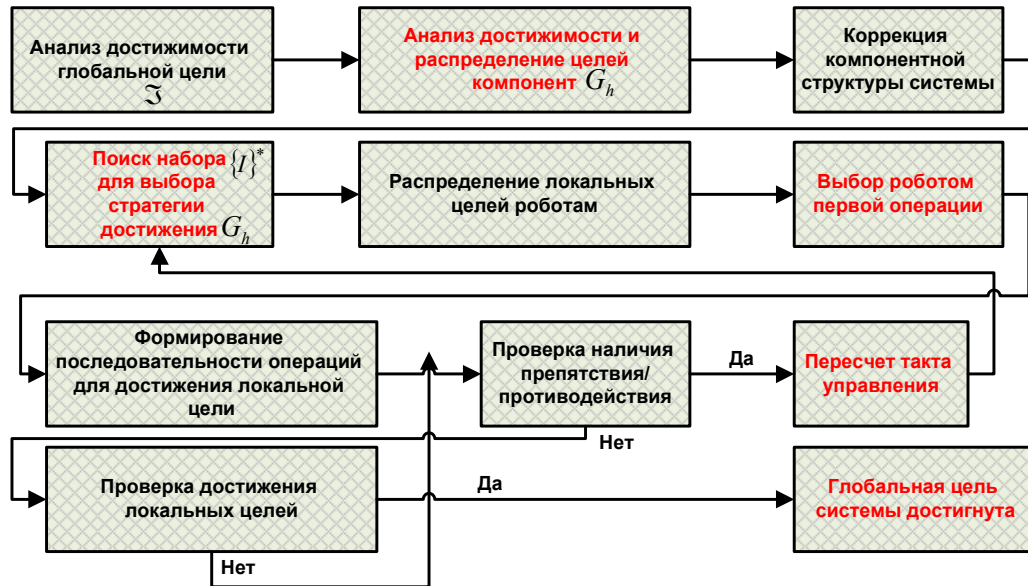 Анализ достижимости
глобальной цели
ℑ
Анализ достижимости и
распределение целей
компонент G_h
Коррекция
компонентной
структуры системы
Поиск набора {I}*
для выбора
стратегии
достижения G_h
Распределение локальных
целей роботам
Выбор роботом
первой операции
Формирование
последовательности операций
для достижения локальной
цели
Проверка наличия
препятствия/
противодействия
Да
Пересчет такта
управления
Нет
Проверка достижения
локальных целей
Да
Глобальная цель
системы достигнута
Нет